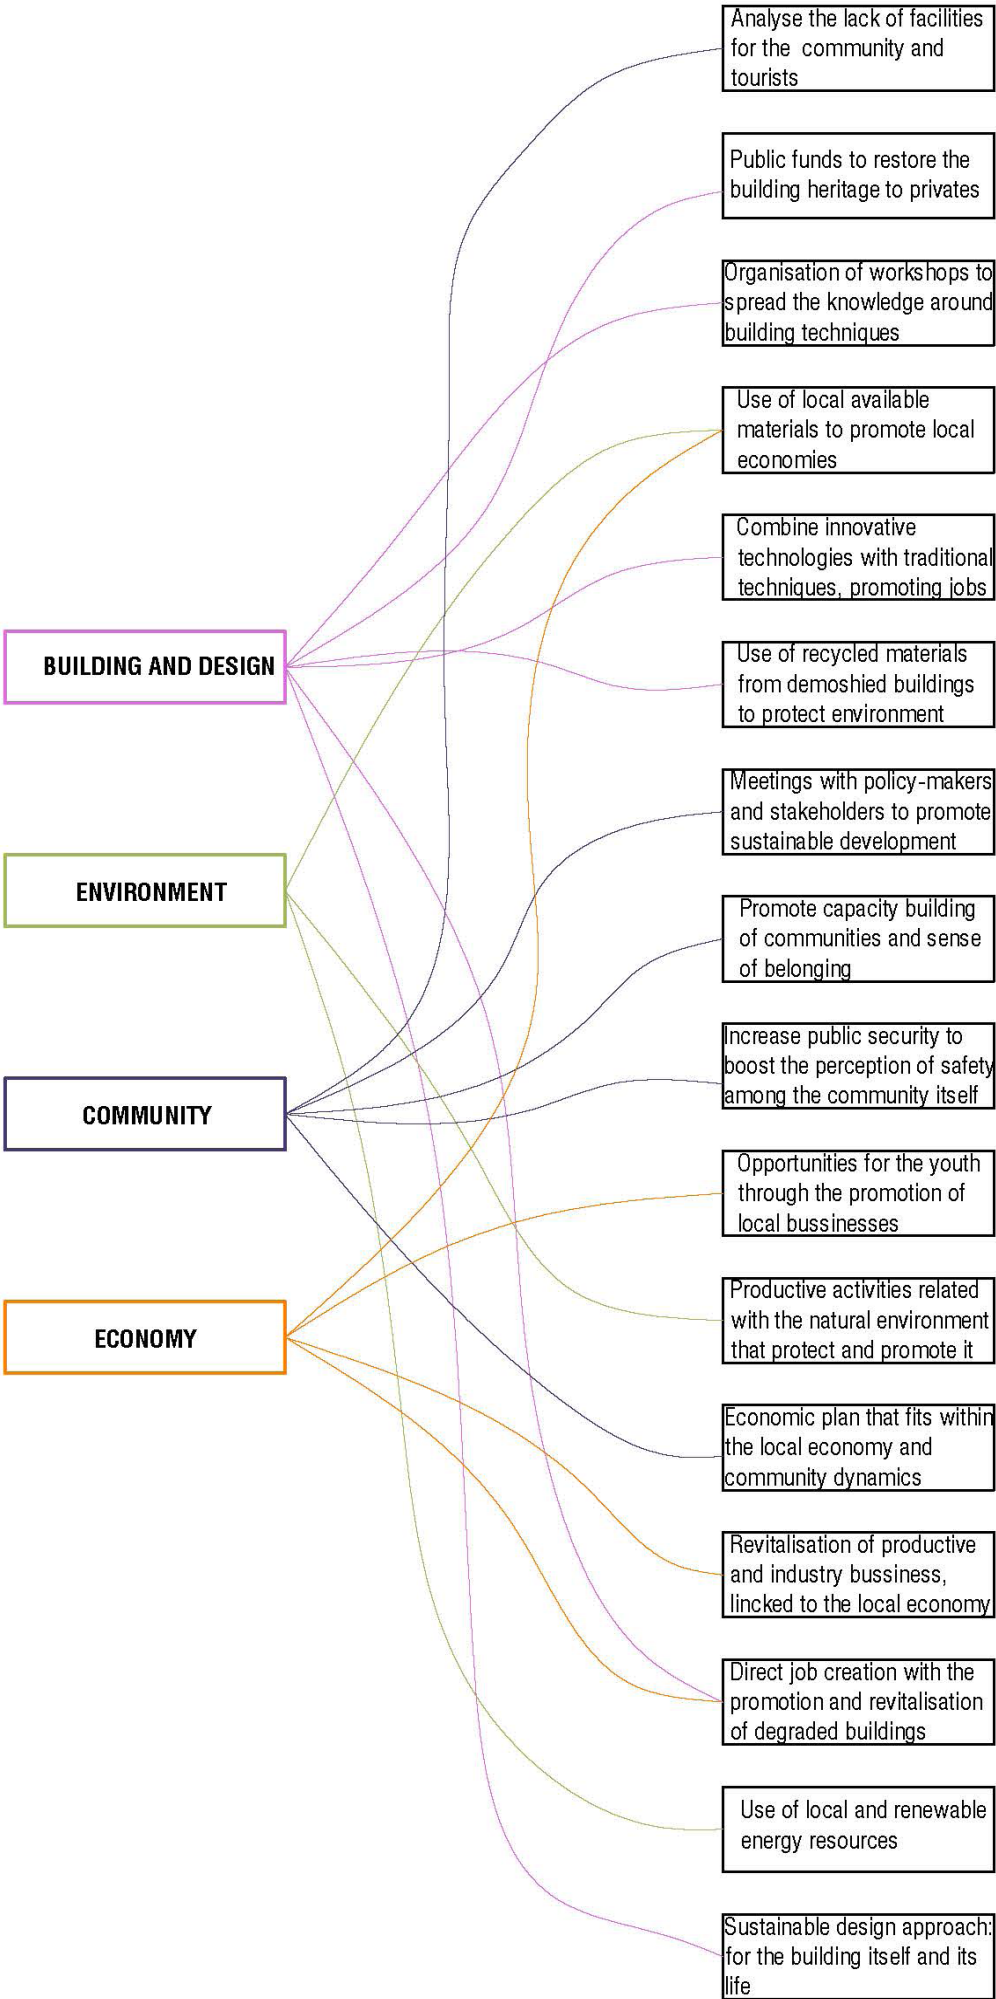 Analyse the lack of facilities
for the community and
tourists
Public funds to restore the
building heritage to privates
Organisation of workshops to
spread the knowledge around
building techniques
Use of local available
materials to promote local
economies
Combine innovative
technologies with traditional
techniques, promoting jobs
BUILDING AND DESIGN
Use of recycled materials
from demoshied buildings
to protect environment
Meetings with policy-makers
and stakeholders to promote
sustainable development
ENVIRONMENT
Promote capacity building
of communities and sense
of belonging
Increase public security to
boost the perception of safety
among the community itself
COMMUNITY
Opportunities for the youth
through the promotion of
local bussinesses
Productive activities related
with the natural environment
that protect and promote it
ECONOMY
Economic plan that fits within
the local economy and
community dynamics
Revitalisation of productive
and industry bussiness,
lincked to the local economy
Direct job creation with the
promotion and revitalisation
of degraded buildings
Use of local and renewable
energy resources
Sustainable design approach:
for the building itself and its
life